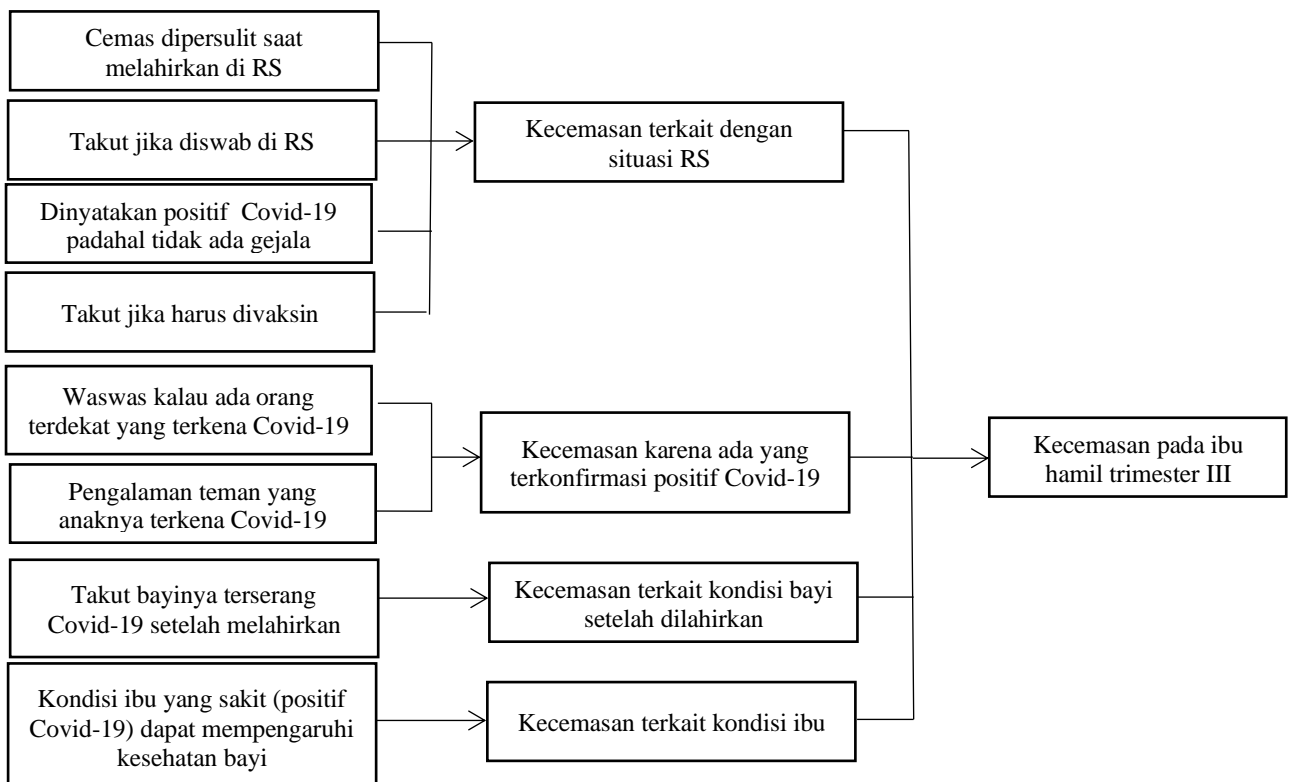 Cemas dipersulit saat
melahirkan di RS
Takut jika diswab di RS
Dinyatakan positif Covid-19
padahal tidak ada gejala
Takut jika harus divaksin
Kecemasan terkait dengan
situasi RS
Waswas kalau ada orang
terdekat yang terkena Covid-19
Pengalaman teman yang
anaknya terkena Covid-19
Kecemasan karena ada yang
terkonfirmasi positif Covid-19
Takut bayinya terserang
Covid-19 setelah melahirkan
Kecemasan terkait kondisi bayi
setelah dilahirkan
Kondisi ibu yang sakit (positif
Covid-19) dapat mempengaruhi
kesehatan bayi
Kecemasan terkait kondisi ibu
Kecemasan pada ibu
hamil trimester III